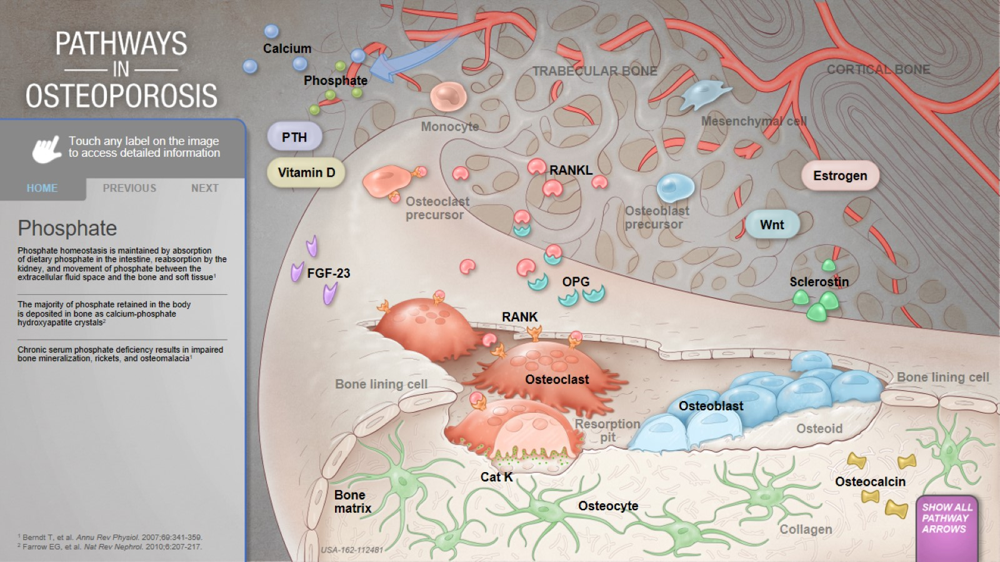 PATHWAYS
IN
OSTEOPOROSIS
Touch any label on the image
to access detailed information
HOME
PREVIOUS
NEXT
Phosphate
Phosphate homeostasis is maintained by absorption
of dietary phosphate in the intestine, reabsorption by the
kidney, and movement of phosphate between the
extracellular fluid space and the bone and soft tissue¹
The majority of phosphate retained in the body
is deposited in bone as calcium-phosphate
hydroxyapatite crystals²
Chronic serum phosphate deficiency results in impaired
bone mineralization, rickets, and osteomalacia¹
¹ Berndt T, et al. Annu Rev Physiol. 2007;69:341-359.
² Farrow EG, et al. Nat Rev Nephrol. 2010;6:207-217.
Calcium
Phosphate
TRABECULAR BONE
CORTICAL BONE
Monocyte
Mesenchymal cell
PTH
Vitamin D
RANKL
Estrogen
Osteoclast
precursor
Osteoblast
precursor
Wnt
FGF-23
OPG
Sclerostin
RANK
Osteoclast
Bone lining cell
Bone lining cell
Osteoblast
Resorption
pit
Osteoid
Cat K
Osteocalcin
Bone
matrix
Osteocyte
Collagen
SHOW ALL
PATHWAY
ARROWS
USA-162-112481